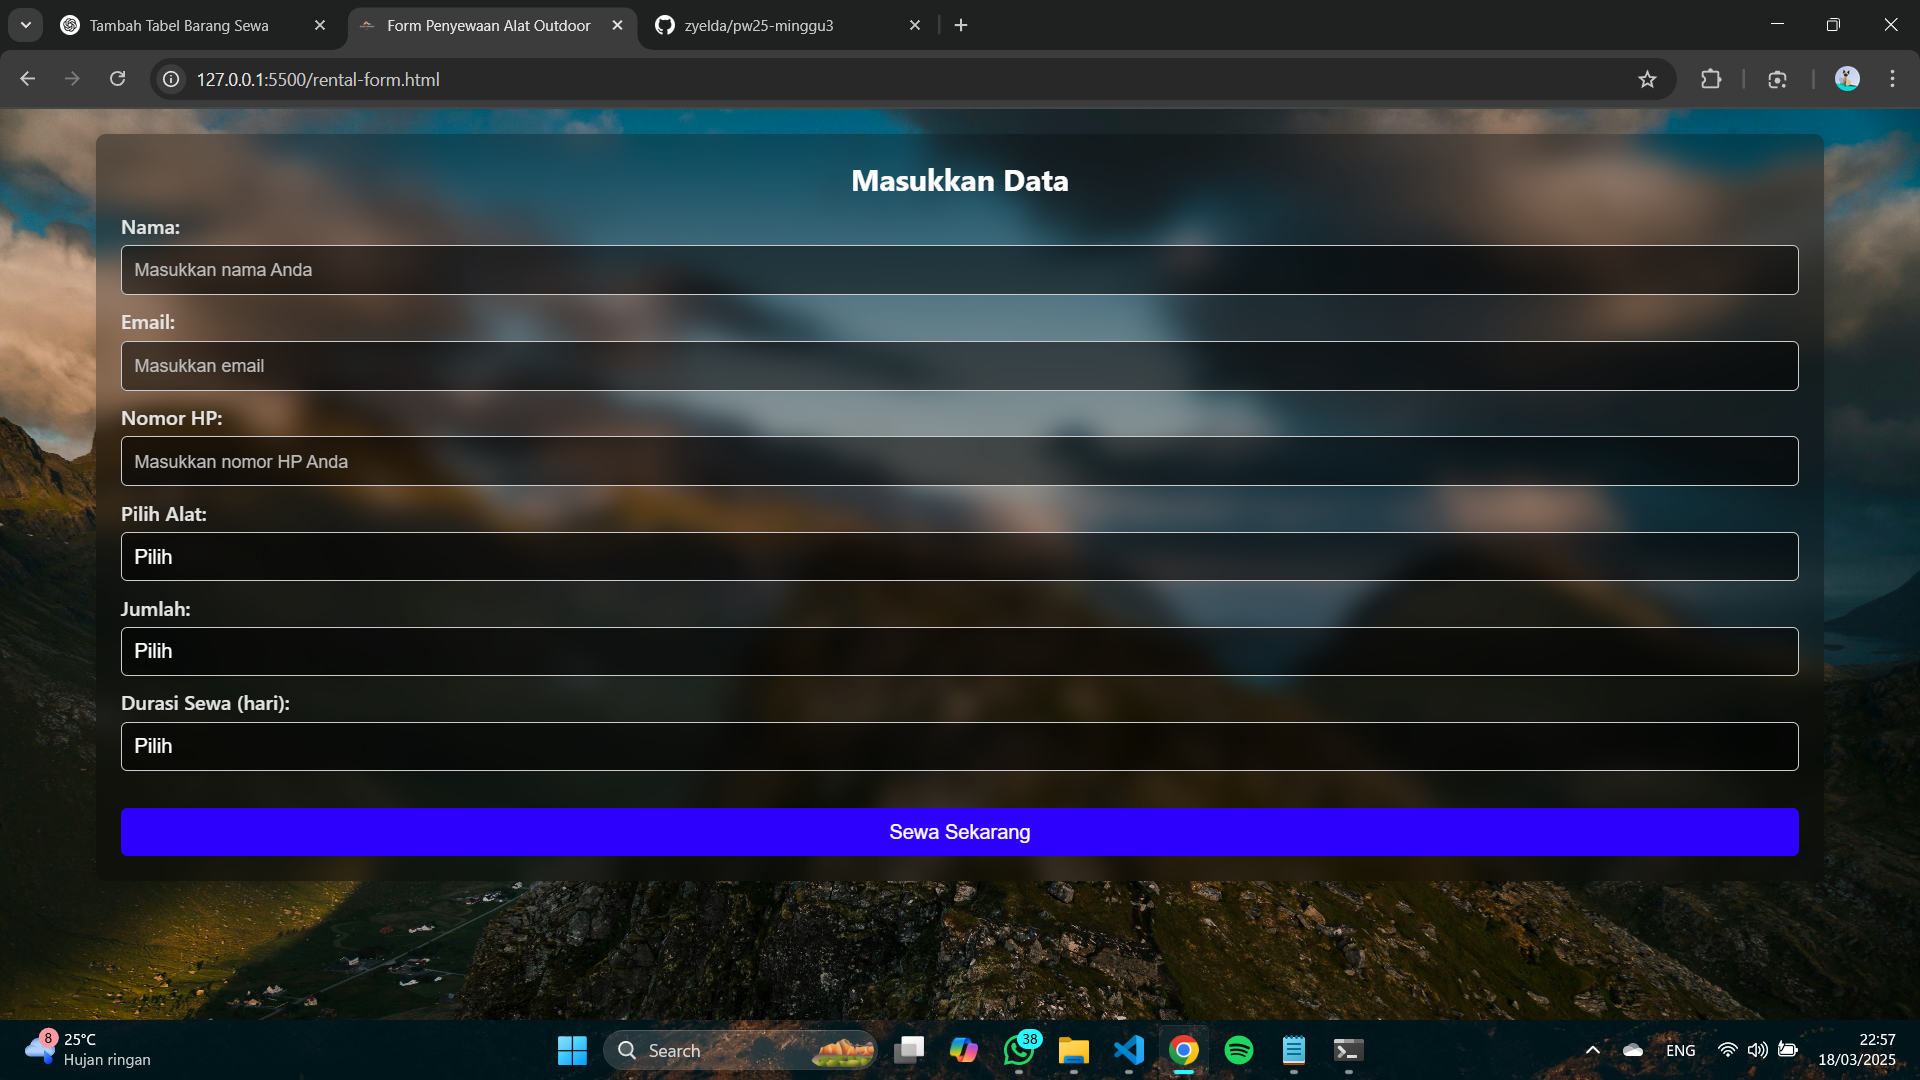 Tambah Tabel Barang Sewa
Form Penyewaan Alat Outdoor
zyelda/pw25-minggu3
127.0.0.1:5500/rental-form.html
Masukkan Data
Nama:
Masukkan nama Anda
Email:
Masukkan email
Nomor HP:
Masukkan nomor HP Anda
Pilih Alat:
Pilih
Jumlah:
Pilih
Durasi Sewa (hari):
Pilih
Sewa Sekarang
8
25°C
Hujan ringan
Search
38
ENG
22:57
18/03/2025